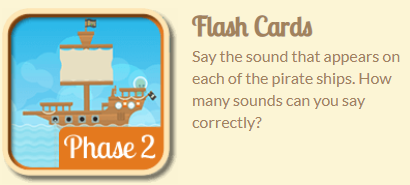 Flash Cards
Say the sound that appears on
each of the pirate ships. How
many sounds can you say
correctly?
Phase 2